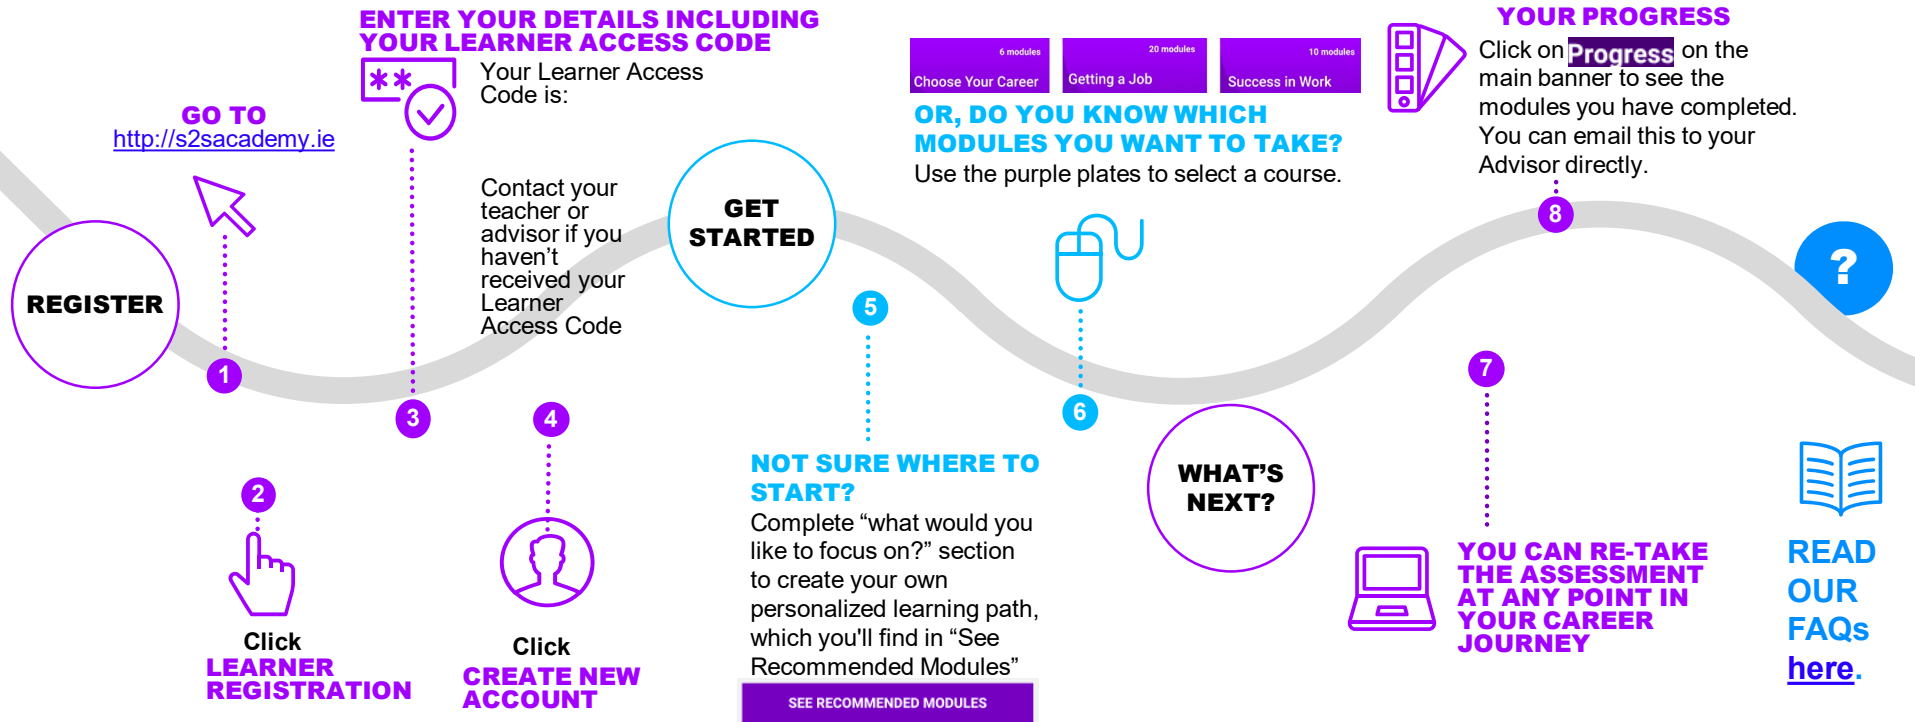 REGISTER
GO TO
http://s2sacademy.ie
1
2
Click
LEARNER
REGISTRATION
ENTER YOUR DETAILS INCLUDING
YOUR LEARNER ACCESS CODE
**
Your Learner Access
Code is:
Contact your
teacher or
advisor if you
haven’t
received your
Learner
Access Code
3
4
Click
CREATE NEW
ACCOUNT
GET
STARTED
5
NOT SURE WHERE TO
START?
Complete “what would you
like to focus on?” section
to create your own
personalized learning path,
which you'll find in “See
Recommended Modules”
SEE RECOMMENDED MODULES
6 modules
Choose Your Career
20 modules
Getting a Job
10 modules
Success in Work
OR, DO YOU KNOW WHICH
MODULES YOU WANT TO TAKE?
Use the purple plates to select a course.
6
WHAT’S
NEXT?
7
YOU CAN RE-TAKE
THE ASSESSMENT
AT ANY POINT IN
YOUR CAREER
JOURNEY
YOUR PROGRESS
Click on Progress on the
main banner to see the
modules you have completed.
You can email this to your
Advisor directly.
8
?
READ
OUR
FAQs
here.